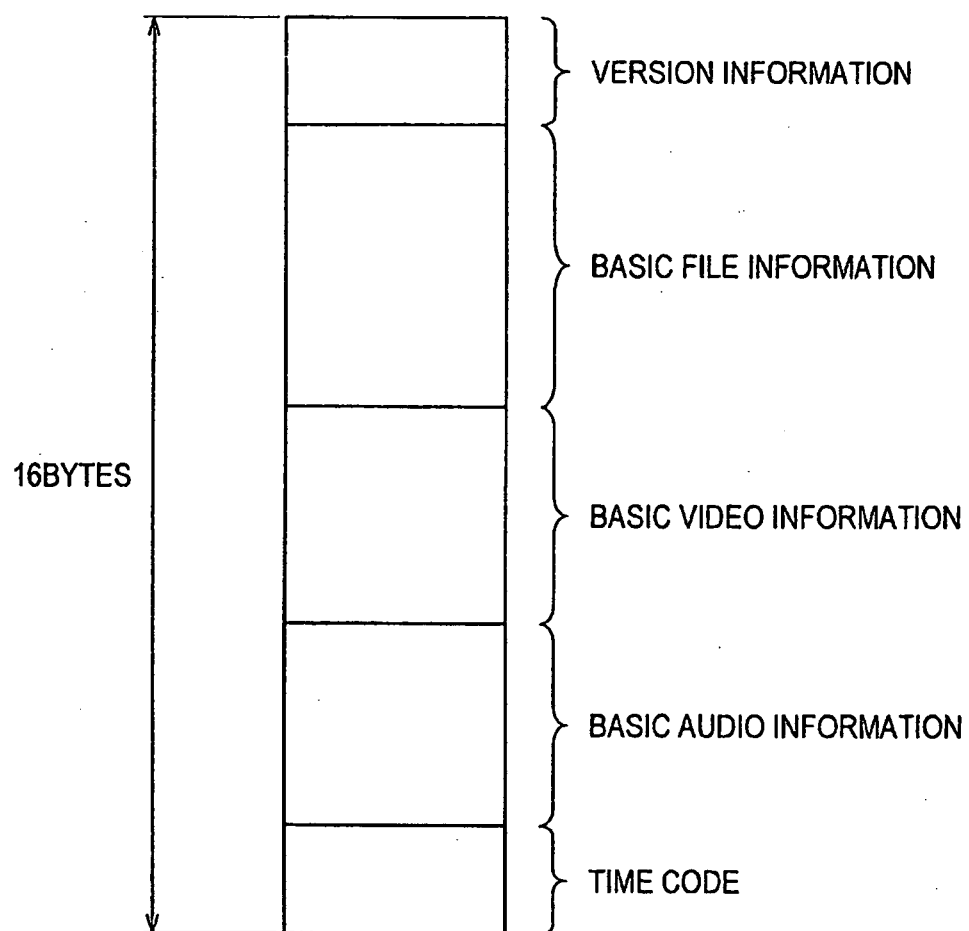 VERSION INFORMATION
BASIC FILE INFORMATION
16BYTES
BASIC VIDEO INFORMATION
BASIC AUDIO INFORMATION
TIME CODE